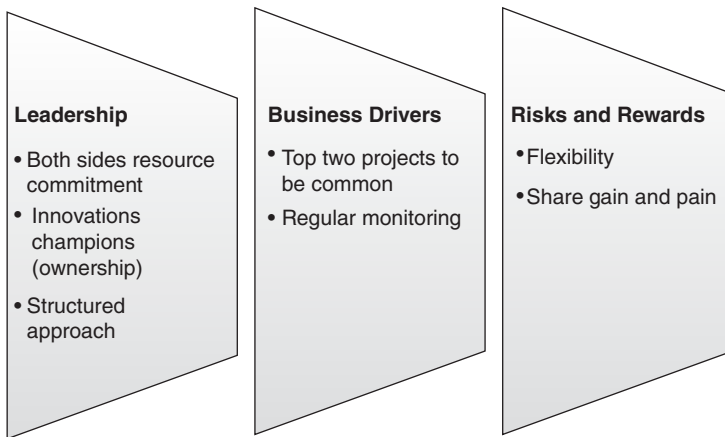 Leadership
• Both sides resource
commitment
• Innovations
champions
(ownership)
• Structured
approach
Business Drivers
• Top two projects to
be common
• Regular monitoring
Risks and Rewards
• Flexibility
• Share gain and pain